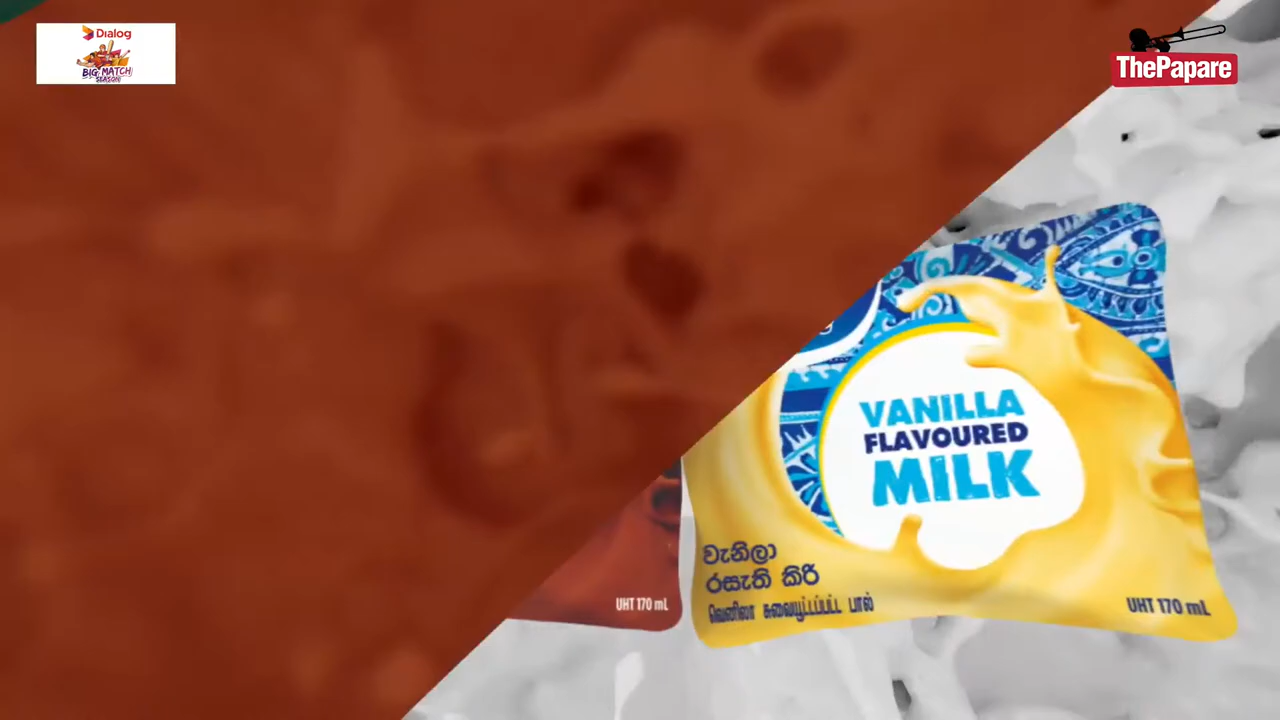 Dialog
BIG MATCH
SEASON
ThePapare
VANILLA
FLAVOURED
MILK
වැනිලා
රසැති කිරි
வெனிலா சுவையூட்டப்பட்ட பால்
UHT 170 mL
UHT 170 mL